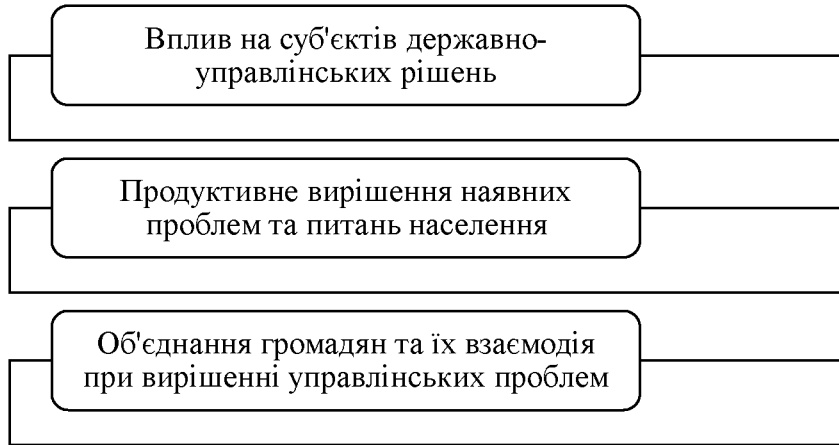 Вплив на суб'єктів державно-
управлінських рішень
Продуктивне вирішення наявних
проблем та питань населення
Об'єднання громадян та їх взаємодія
при вирішенні управлінських проблем